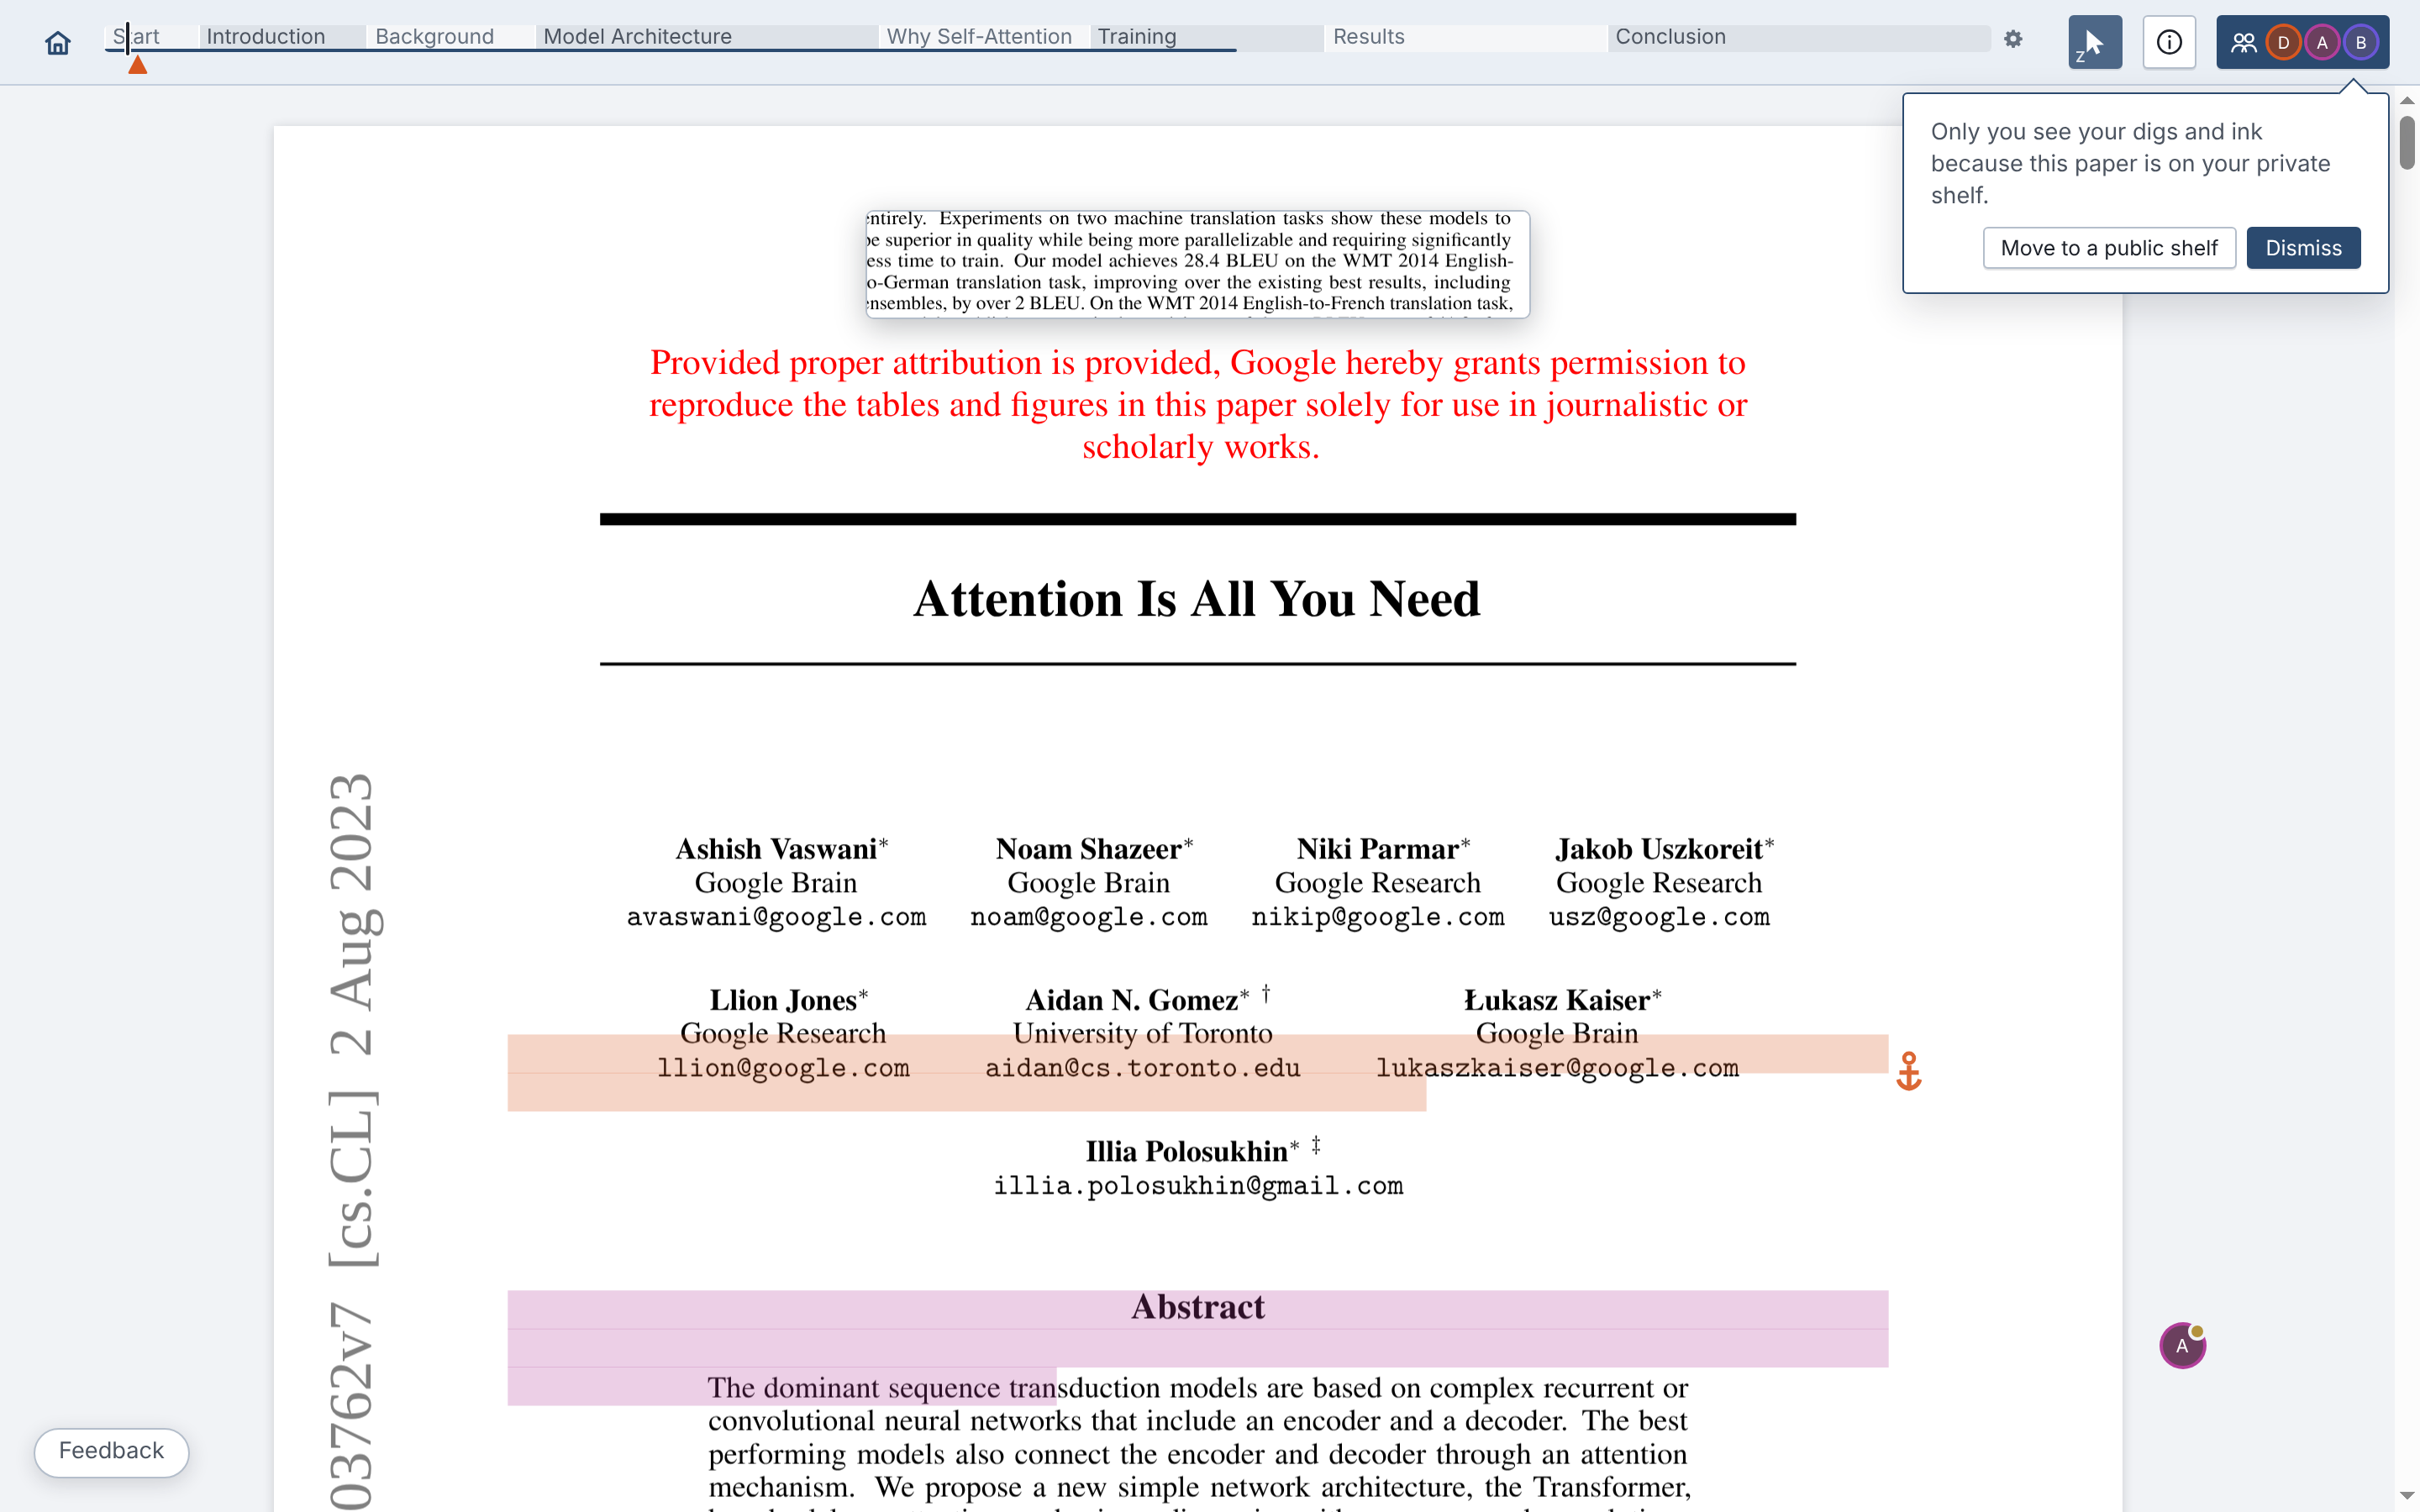 Start
Introduction
Background
Model Architecture
Why Self-Attention
Training
Results
Conclusion
Z
D
A
B
Only you see your digs and ink
because this paper is on your private
shelf.
Move to a public shelf
Dismiss
ntirely. Experiments on two machine translation tasks show these models to
e superior in quality while being more parallelizable and requiring significantly
ess time to train. Our model achieves 28.4 BLEU on the WMT 2014 English-
o-German translation task, improving over the existing best results, including
nsembles, by over 2 BLEU. On the WMT 2014 English-to-French translation task,
Provided proper attribution is provided, Google hereby grants permission to
reproduce the tables and figures in this paper solely for use in journalistic or
scholarly works.
Attention Is All You Need
Ashish Vaswani*
Google Brain
avaswani@google.com
Noam Shazeer*
Google Brain
noam@google.com
Niki Parmar*
Google Research
nikip@google.com
Jakob Uszkoreit*
Google Research
usz@google.com
Llion Jones*
Google Research
llion@google.com
Aidan N. Gomez* †
University of Toronto
aidan@cs.toronto.edu
Łukasz Kaiser*
Google Brain
lukaszkaiser@google.com
Illia Polosukhin* ‡
illia.polosukhin@gmail.com
03762v7 [cs.CL] 2 Aug 2023
Abstract
The dominant sequence transduction models are based on complex recurrent or
convolutional neural networks that include an encoder and a decoder. The best
performing models also connect the encoder and decoder through an attention
mechanism. We propose a new simple network architecture, the Transformer,
A
Feedback